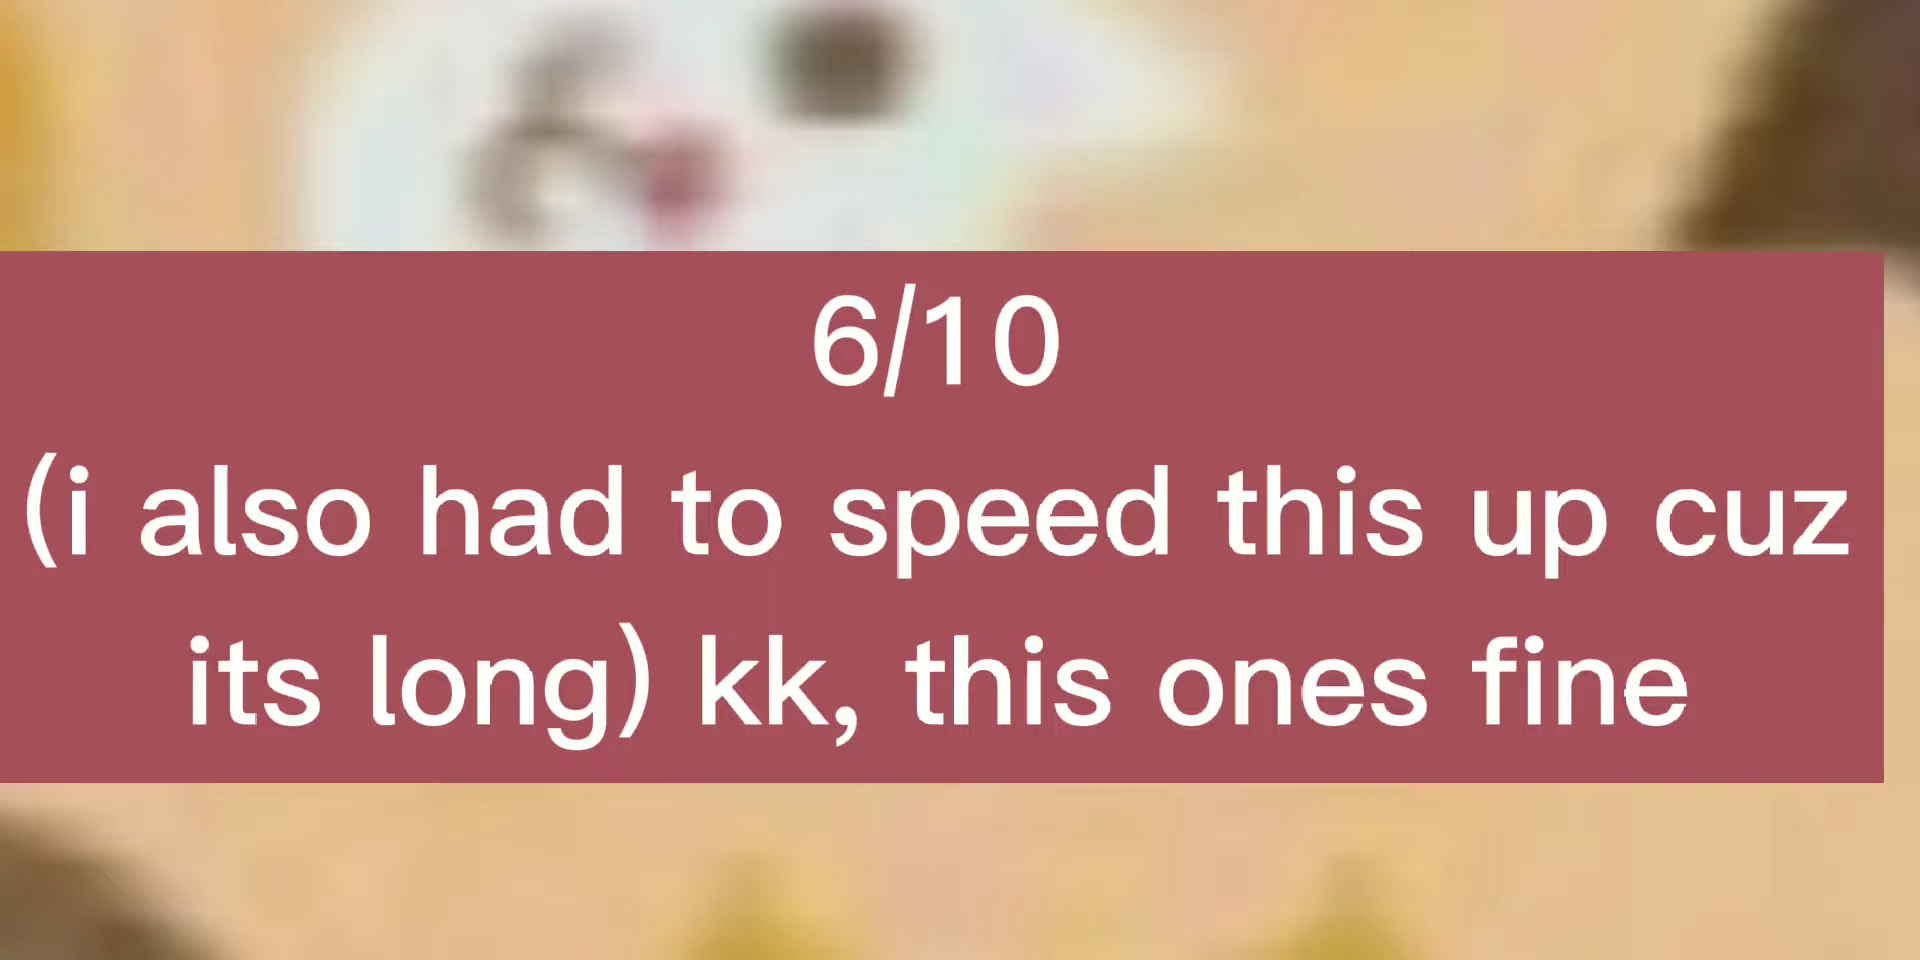 6/10
(i also had to speed this up cuz
its long) kk, this ones fine